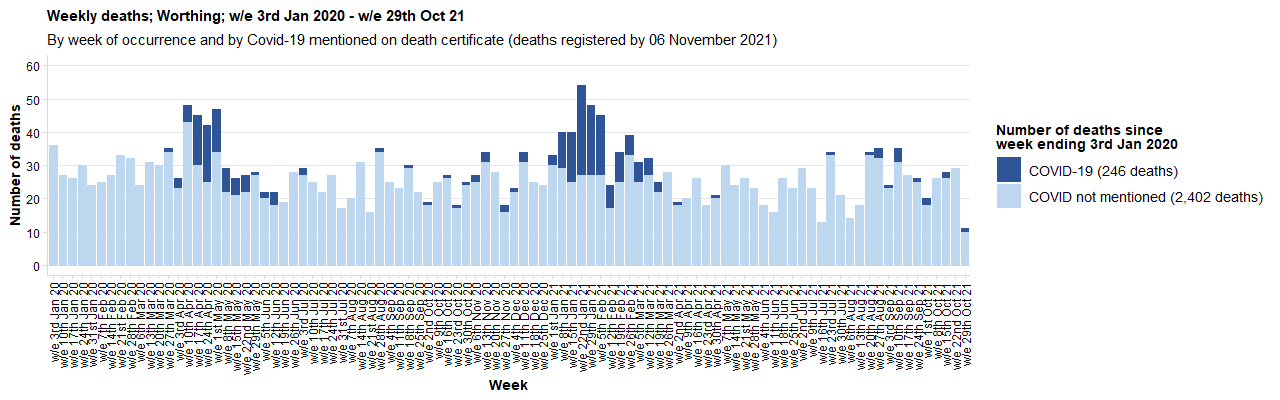 Weekly deaths; Worthing; w/e 3rd Jan 2020 - w/e 29th Oct 21
By week of occurrence and by Covid-19 mentioned on death certificate (deaths registered by 06 November 2021)
Number of deaths
60
50
40
30
20
10
0
w/e 3rd Jan 20
w/e 10th Jan 20
w/e 17th Jan 20
w/e 24th Jan 20
w/e 31st Jan 20
w/e 7th Feb 20
w/e 14th Feb 20
w/e 21st Feb 20
w/e 28th Feb 20
w/e 6th Mar 20
w/e 13th Mar 20
w/e 20th Mar 20
w/e 27th Mar 20
w/e 3rd Apr 20
w/e 10th Apr 20
w/e 17th Apr 20
w/e 24th Apr 20
w/e 1st May 20
w/e 8th May 20
w/e 15th May 20
w/e 22nd May 20
w/e 29th May 20
w/e 5th Jun 20
w/e 12th Jun 20
w/e 19th Jun 20
w/e 26th Jun 20
w/e 3rd Jul 20
w/e 10th Jul 20
w/e 17th Jul 20
w/e 24th Jul 20
w/e 31st Jul 20
w/e 7th Aug 20
w/e 14th Aug 20
w/e 21st Aug 20
w/e 28th Aug 20
w/e 4th Sep 20
w/e 11th Sep 20
w/e 18th Sep 20
w/e 25th Sep 20
w/e 2nd Oct 20
w/e 9th Oct 20
w/e 16th Oct 20
w/e 23rd Oct 20
w/e 30th Oct 20
w/e 6th Nov 20
w/e 13th Nov 20
w/e 20th Nov 20
w/e 27th Nov 20
w/e 4th Dec 20
w/e 11th Dec 20
w/e 18th Dec 20
w/e 25th Dec 20
w/e 1st Jan 21
w/e 8th Jan 21
w/e 15th Jan 21
w/e 22nd Jan 21
w/e 29th Jan 21
w/e 5th Feb 21
w/e 12th Feb 21
w/e 19th Feb 21
w/e 26th Feb 21
w/e 5th Mar 21
w/e 12th Mar 21
w/e 19th Mar 21
w/e 26th Mar 21
w/e 2nd Apr 21
w/e 9th Apr 21
w/e 16th Apr 21
w/e 23rd Apr 21
w/e 30th Apr 21
w/e 7th May 21
w/e 14th May 21
w/e 21st May 21
w/e 28th May 21
w/e 4th Jun 21
w/e 11th Jun 21
w/e 18th Jun 21
w/e 25th Jun 21
w/e 2nd Jul 21
w/e 9th Jul 21
w/e 16th Jul 21
w/e 23rd Jul 21
w/e 30th Jul 21
w/e 6th Aug 21
w/e 13th Aug 21
w/e 20th Aug 21
w/e 27th Aug 21
w/e 3rd Sep 21
w/e 10th Sep 21
w/e 17th Sep 21
w/e 24th Sep 21
w/e 1st Oct 21
w/e 8th Oct 21
w/e 15th Oct 21
w/e 22nd Oct 21
w/e 29th Oct 21
Week
Number of deaths since
week ending 3rd Jan 2020
COVID-19 (246 deaths)
COVID not mentioned (2,402 deaths)